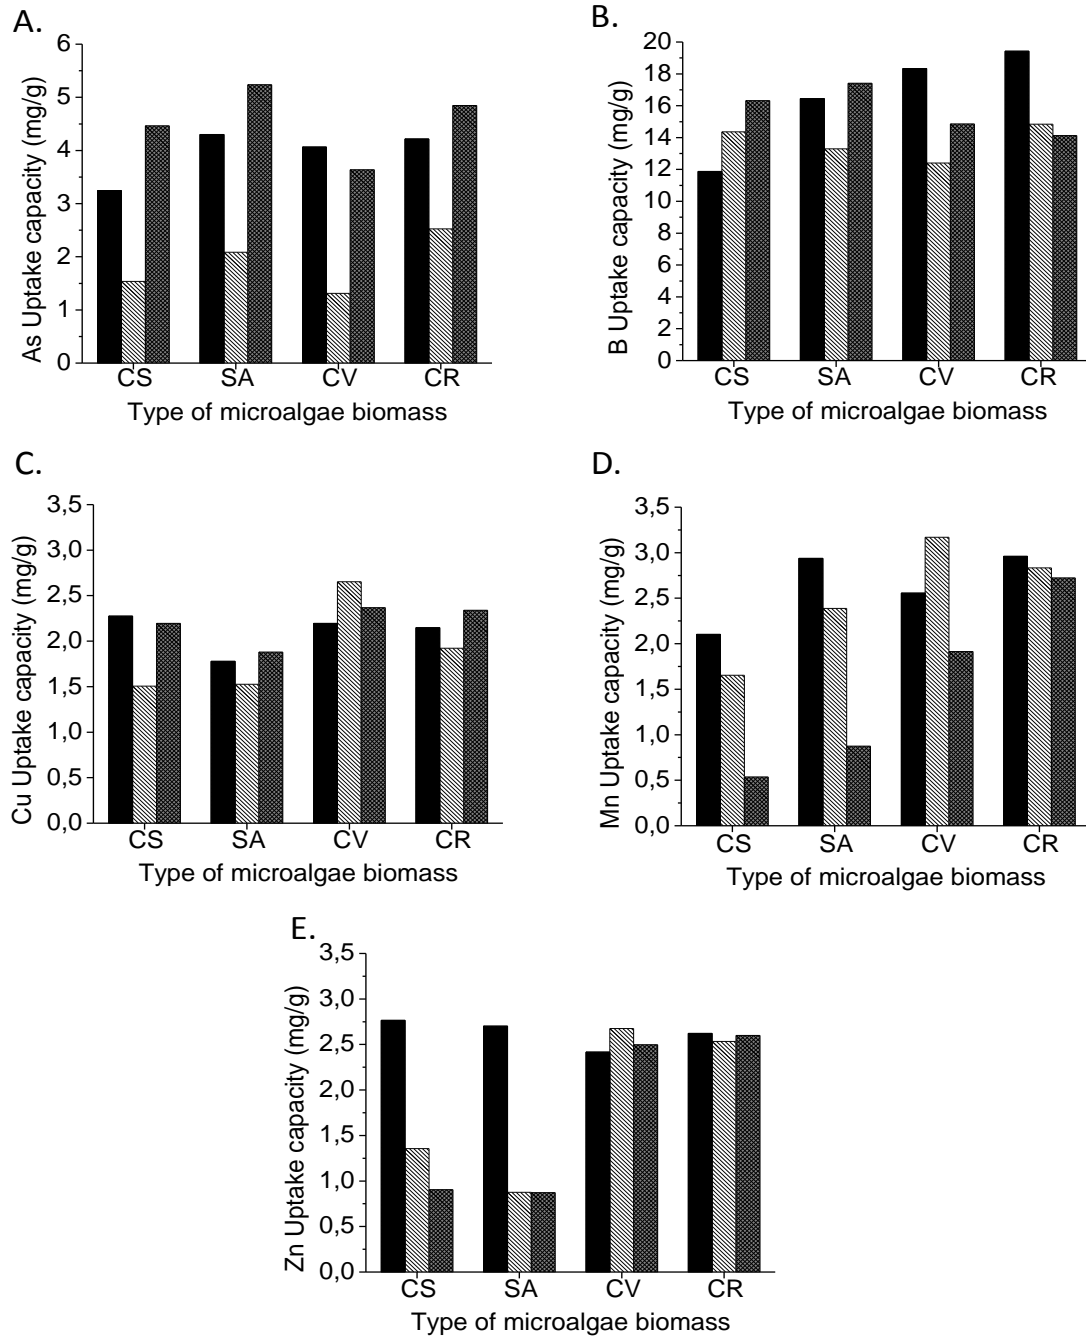 A.
As Uptake capacity (mg/g)
6
5
4
3
2
1
0
CS SA CV CR
Type of microalgae biomass
B.
B Uptake capacity (mg/g)
20
18
16
14
12
10
8
6
4
2
0
CS SA CV CR
Type of microalgae biomass
C.
Cu Uptake capacity (mg/g)
3,5
3,0
2,5
2,0
1,5
1,0
0,5
0,0
CS SA CV CR
Type of microalgae biomass
D.
Mn Uptake capacity (mg/g)
3,5
3,0
2,5
2,0
1,5
1,0
0,5
0,0
CS SA CV CR
Type of microalgae biomass
E.
Zn Uptake capacity (mg/g)
3,5
3,0
2,5
2,0
1,5
1,0
0,5
0,0
CS SA CV CR
Type of microalgae biomass